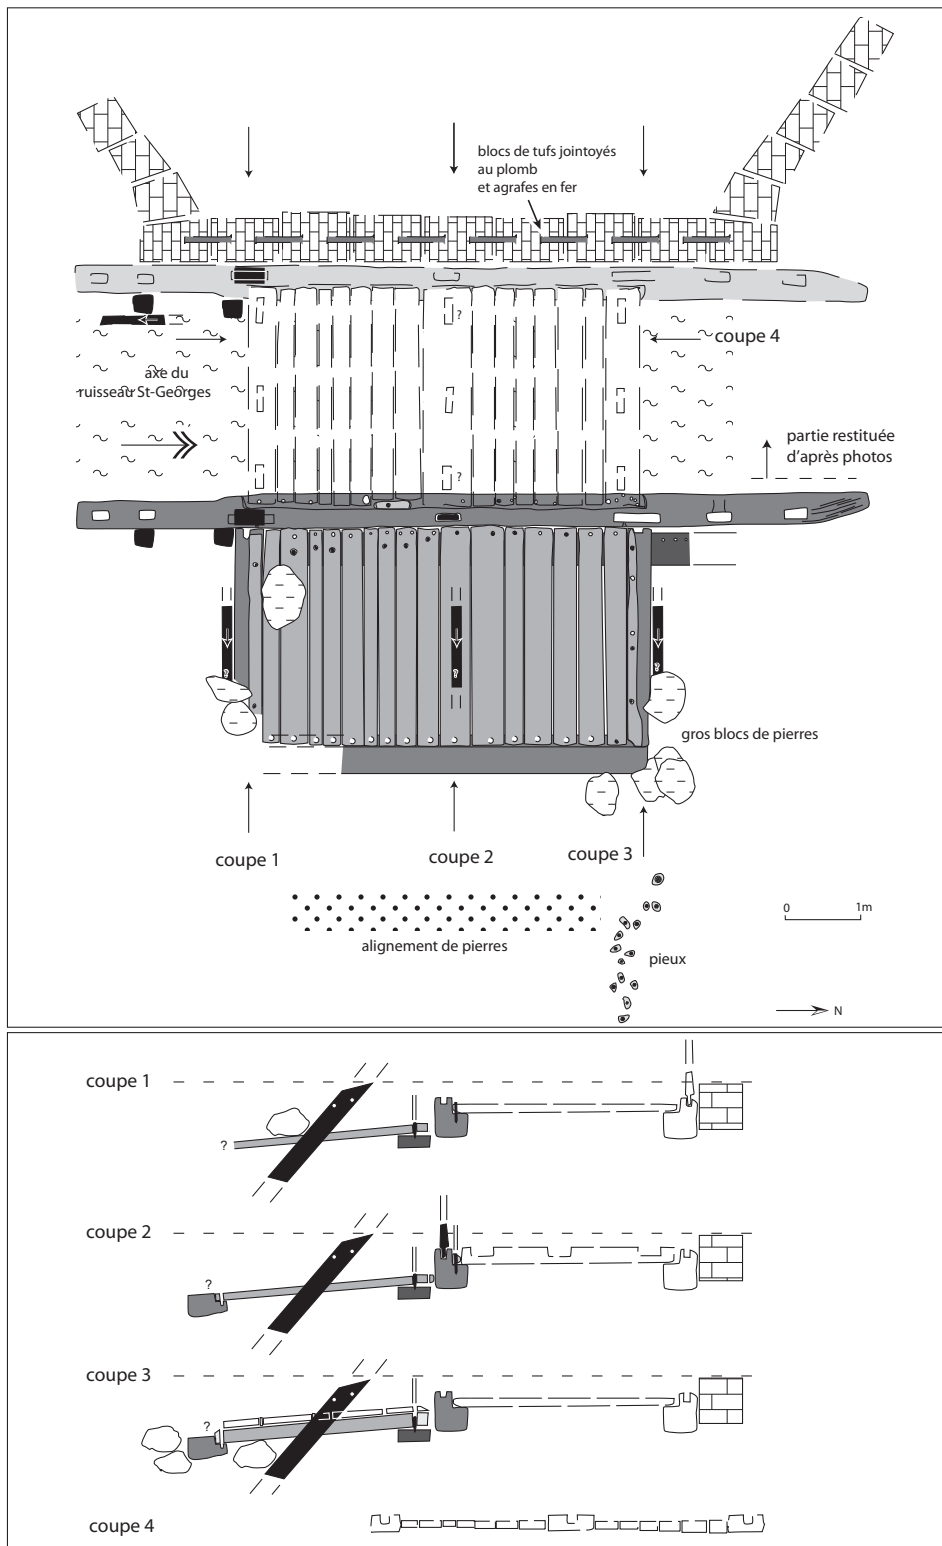 blocs de tufs jointoyés
au plomb
et agrafes en fer
?
coupe 4
axe du
ruisseau St-Georges
partie restituée
d'après photos
?
gros blocs de pierres
coupe 1
coupe 2
coupe 3
0 1m
alignement de pierres
pieux
N
coupe 1
?
coupe 2
?
coupe 3
?
coupe 4